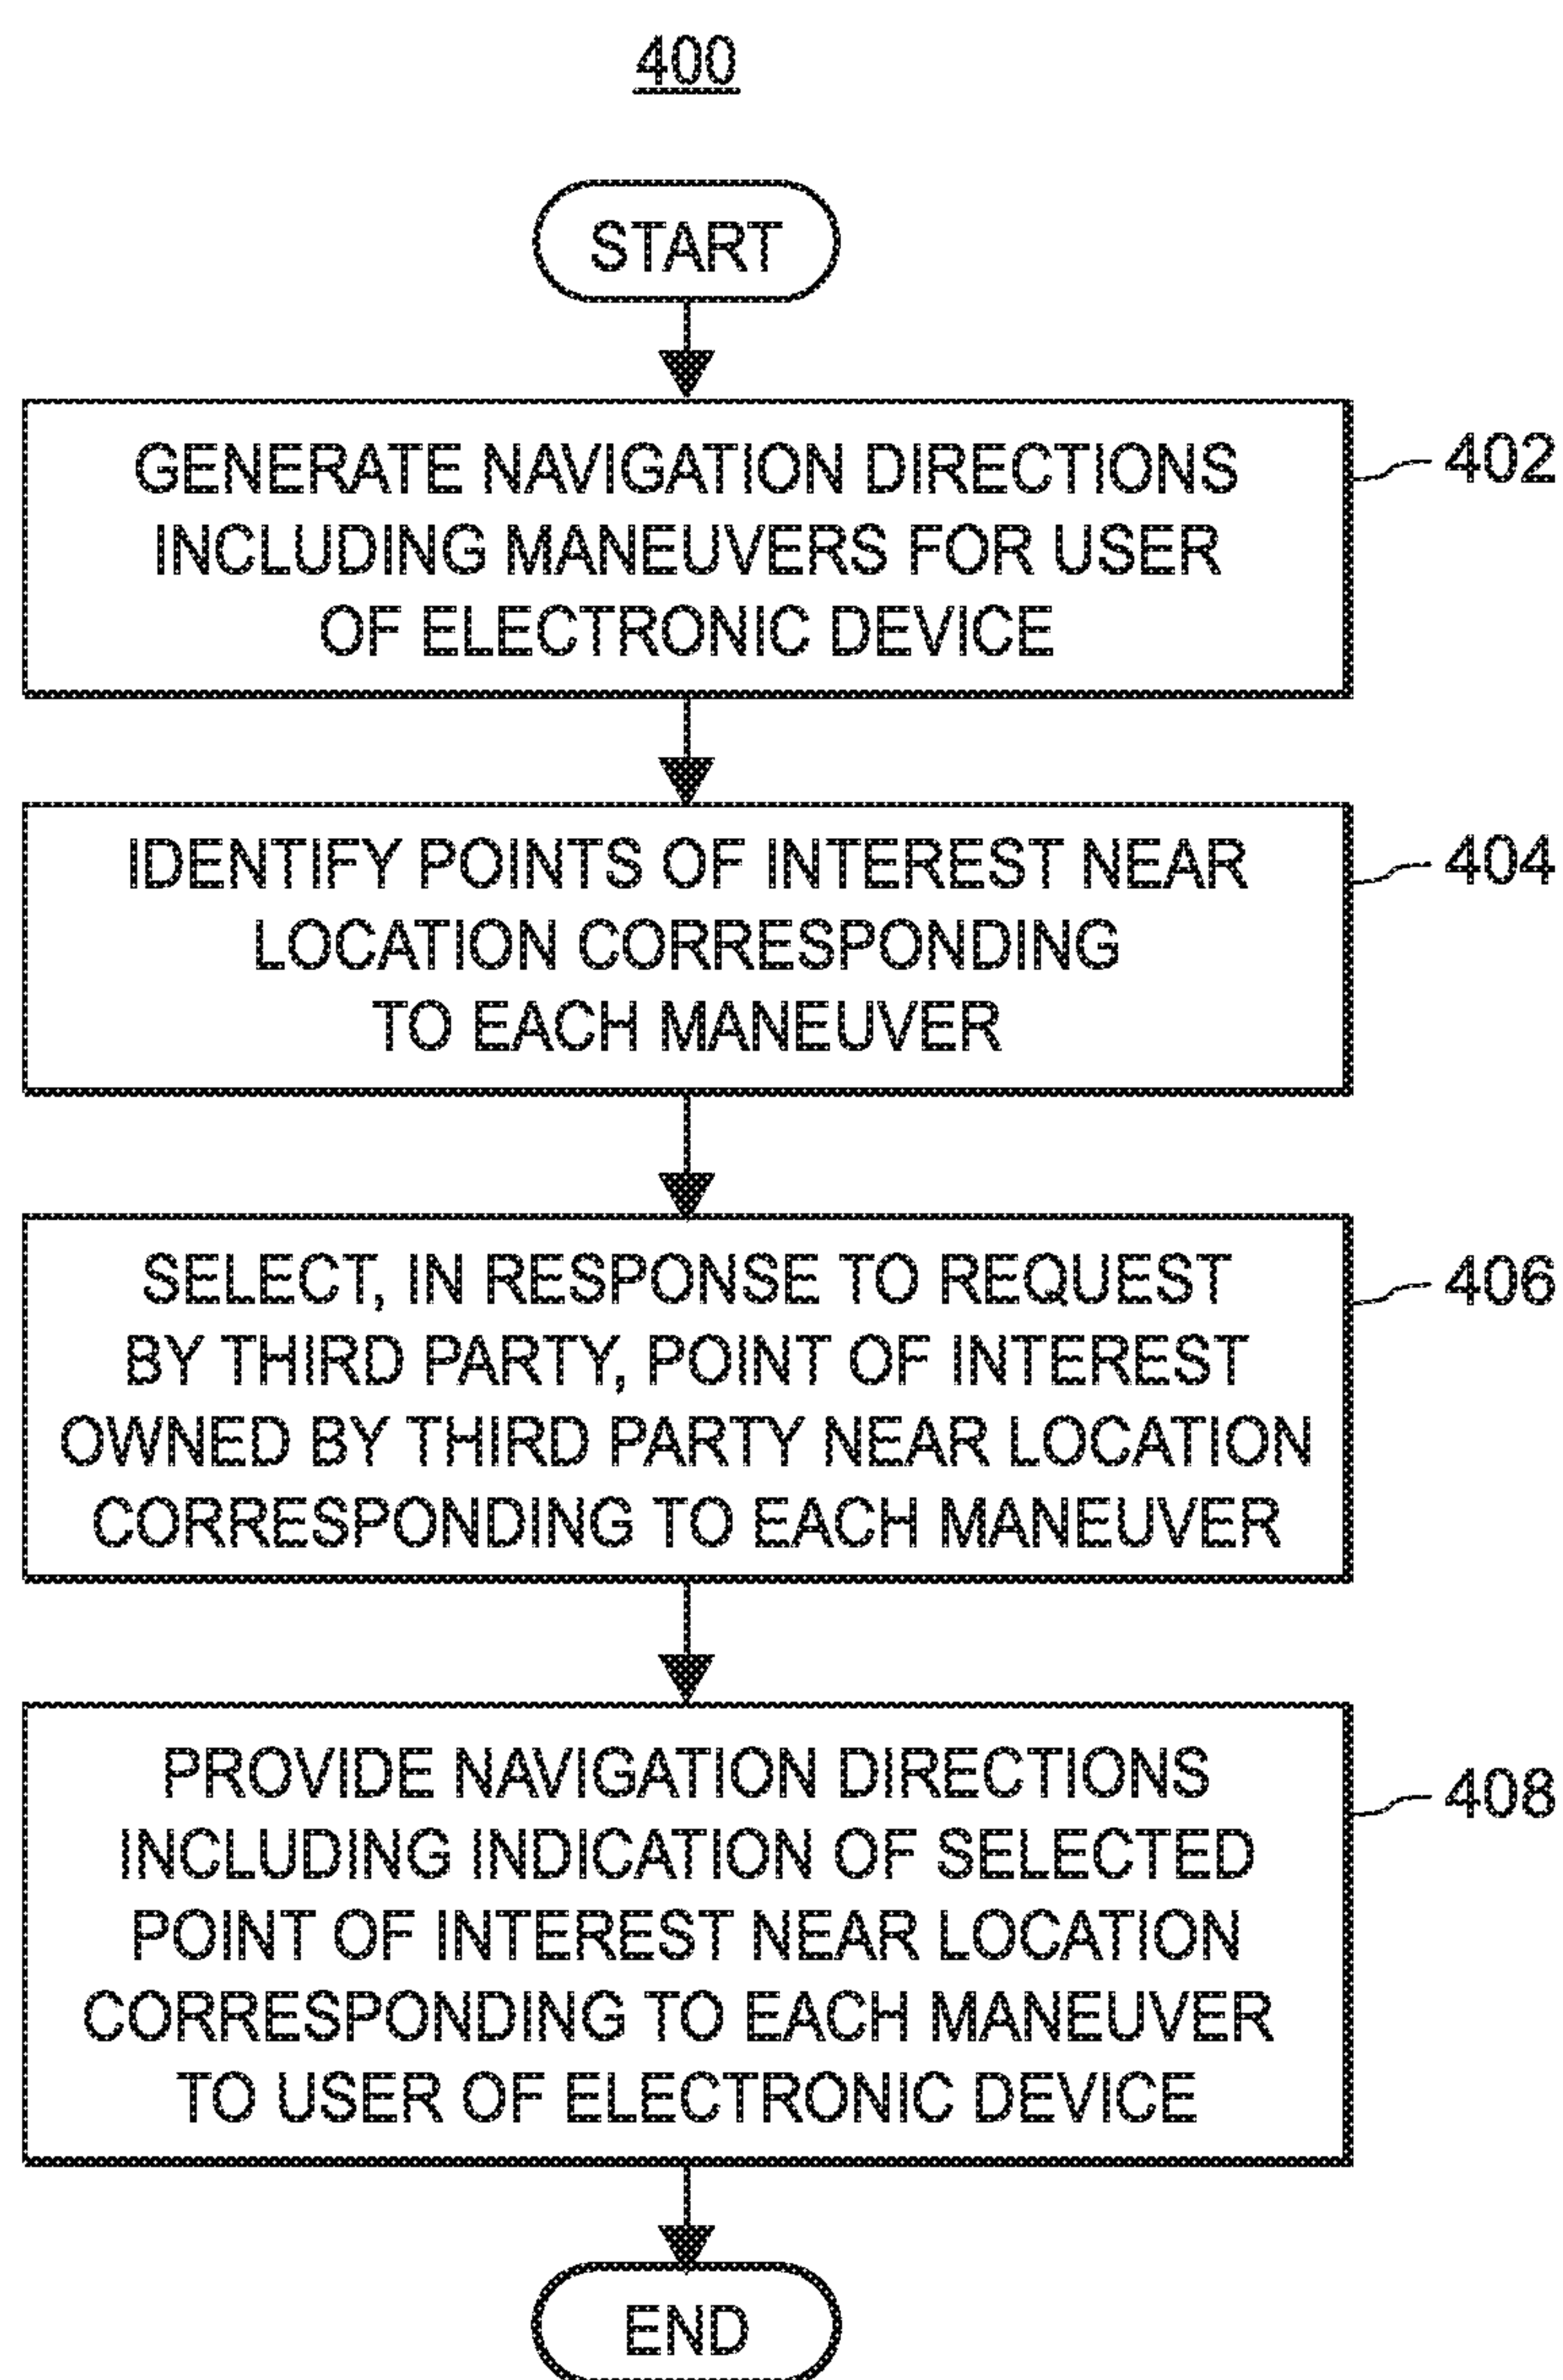 400
START
GENERATE NAVIGATION DIRECTIONS
INCLUDING MANEUVERS FOR USER
OF ELECTRONIC DEVICE
402
IDENTIFY POINTS OF INTEREST NEAR
LOCATION CORRESPONDING
TO EACH MANEUVER
404
SELECT, IN RESPONSE TO REQUEST
BY THIRD PARTY, POINT OF INTEREST
OWNED BY THIRD PARTY NEAR LOCATION
CORRESPONDING TO EACH MANEUVER
406
PROVIDE NAVIGATION DIRECTIONS
INCLUDING INDICATION OF SELECTED
POINT OF INTEREST NEAR LOCATION
CORRESPONDING TO EACH MANEUVER
TO USER OF ELECTRONIC DEVICE
408
END